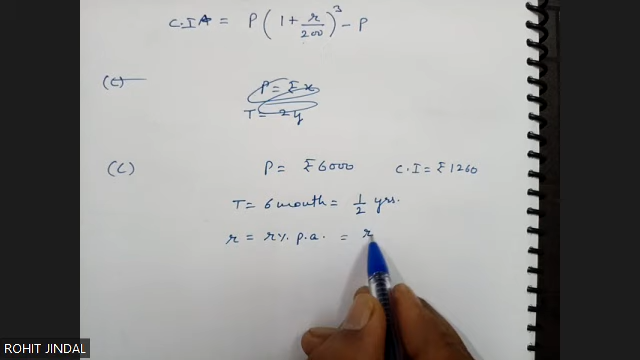 C.I = P ( 1 + r/200 )³ - P
(C)
P = ₹ x
T = 2y
(C) P = ₹6000 C.I = ₹1260
T = 6 month = 1/2 yrs.
r = r% p.a. = r
ROHIT JINDAL